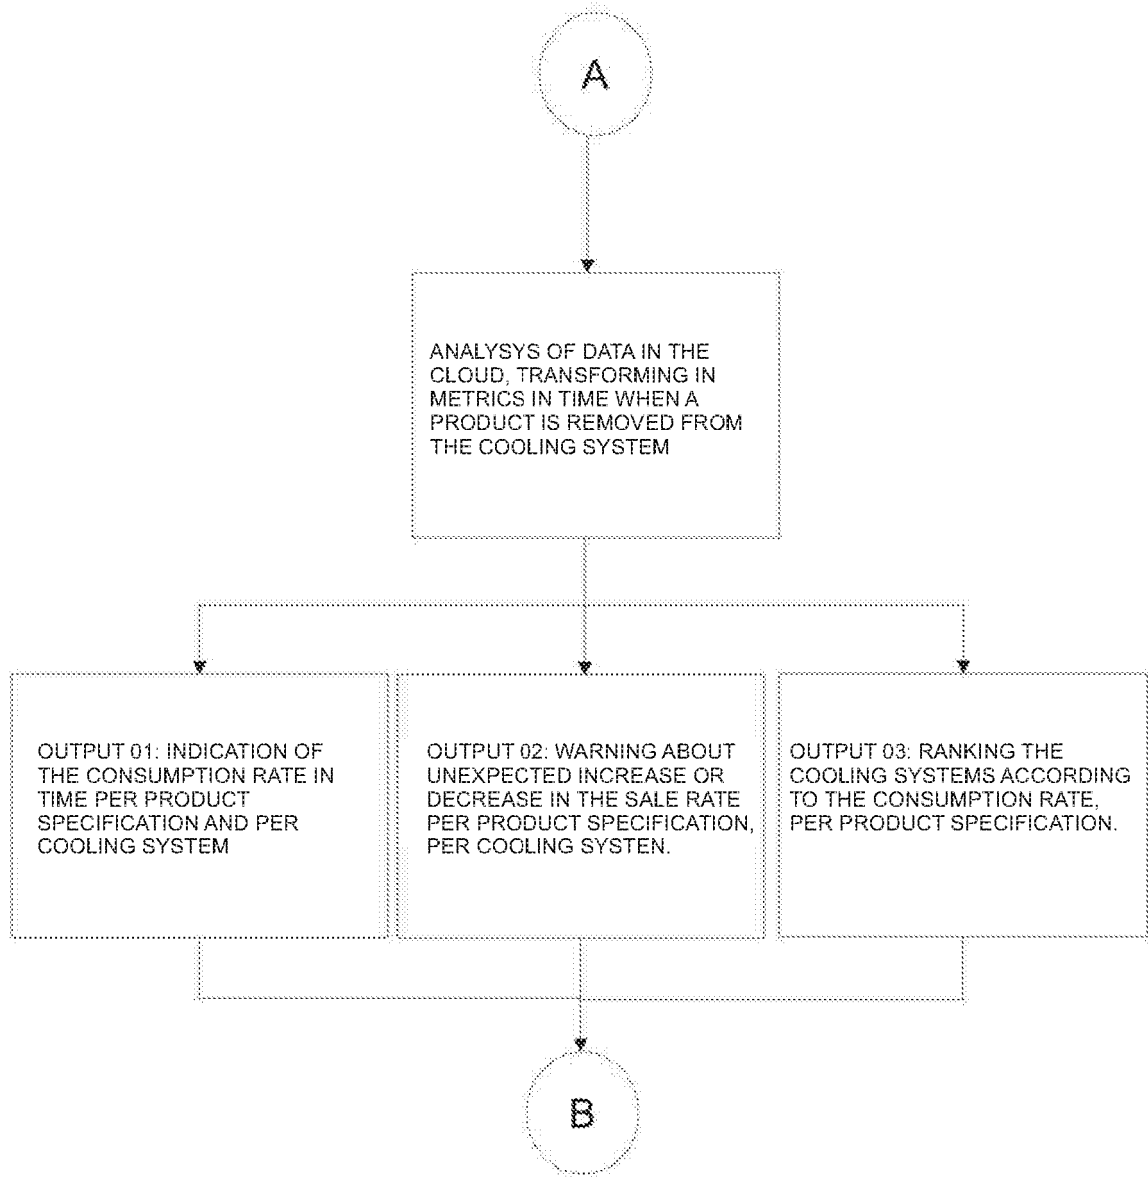 A
ANALYSYS OF DATA IN THE
CLOUD, TRANSFORMING IN
METRICS IN TIME WHEN A
PRODUCT IS REMOVED FROM
THE COOLING SYSTEM
OUTPUT 01: INDICATION OF
THE CONSUMPTION RATE IN
TIME PER PRODUCT
SPECIFICATION AND PER
COOLING SYSTEM
OUTPUT 02: WARNING ABOUT
UNEXPECTED INCREASE OR
DECREASE IN THE SALE RATE
PER PRODUCT SPECIFICATION,
PER COOLING SYSTEN.
OUTPUT 03: RANKING THE
COOLING SYSTEMS ACCORDING
TO THE CONSUMPTION RATE,
PER PRODUCT SPECIFICATION.
B